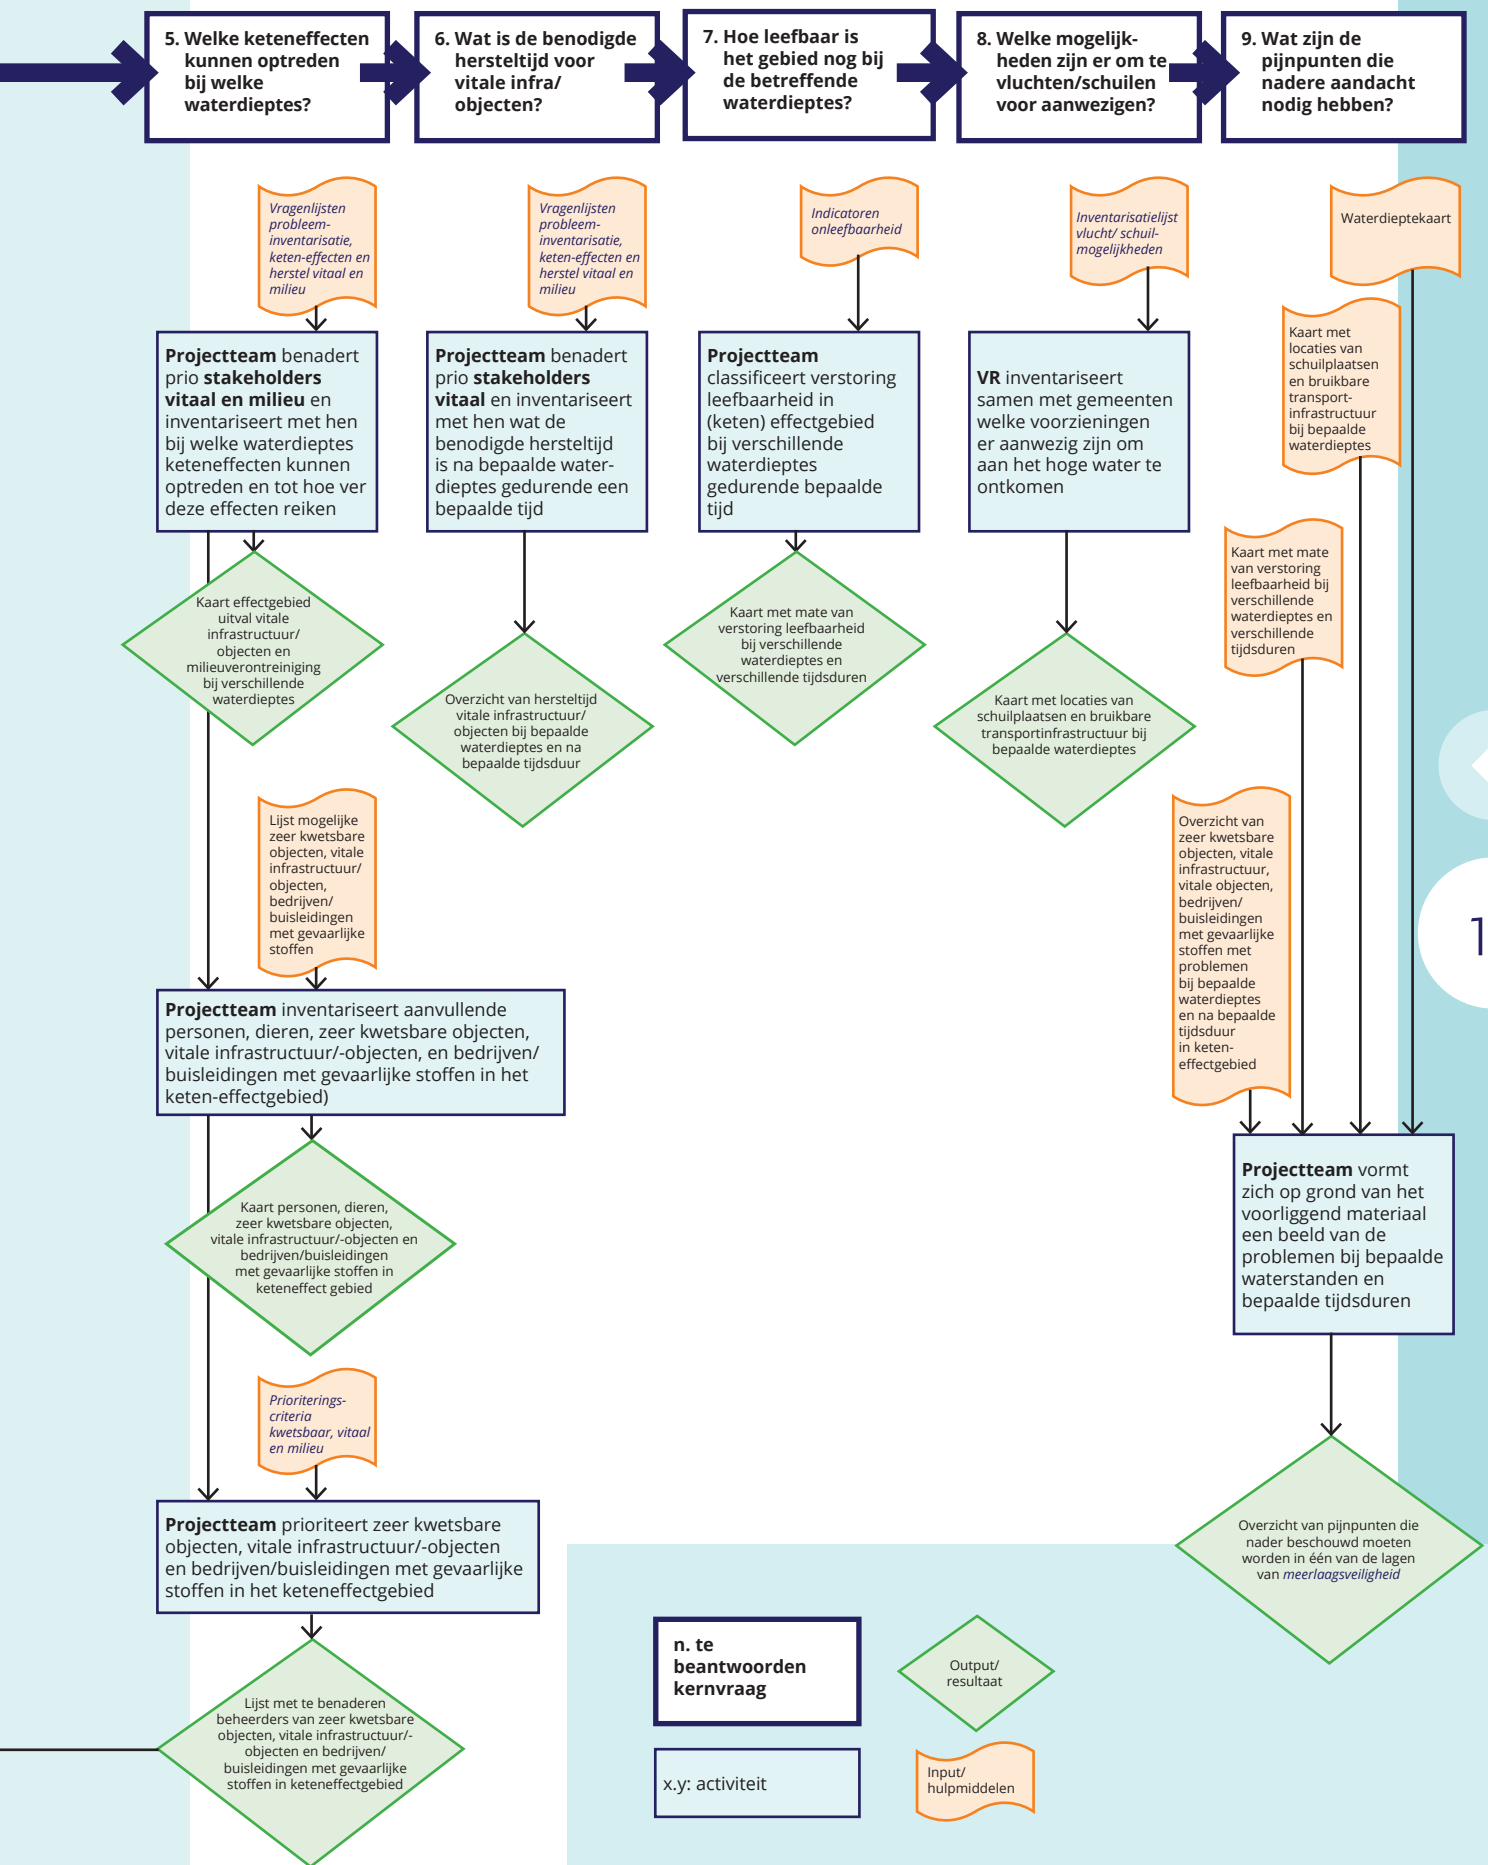 5. Welke keteneffecten
kunnen optreden
bij welke
waterdieptes?
6. Wat is de benodigde
hersteltijd voor
vitale infra/
objecten?
7. Hoe leefbaar is
het gebied nog bij
de betreffende
waterdieptes?
8. Welke mogelijk-
heden zijn er om te
vluchten/schuilen
voor aanwezigen?
9. Wat zijn de
pijnpunten die
nadere aandacht
nodig hebben?
Vragenlijsten
probleem-
inventarisatie,
keten-effecten en
herstel vitaal en
milieu
Projectteam benadert
prio stakeholders
vitaal en milieu en
inventariseert met hen
bij welke waterdieptes
keteneffecten kunnen
optreden en tot hoe ver
deze effecten reiken
Kaart effectgebied
uitval vitale
infrastructuur/
objecten en
milieuverontreiniging
bij verschillende
waterdieptes
Lijst mogelijke
zeer kwetsbare
objecten, vitale
infrastructuur/
objecten,
bedrijven/
buisleidingen
met gevaarlijke
stoffen
Projectteam inventariseert aanvullende
personen, dieren, zeer kwetsbare objecten,
vitale infrastructuur/-objecten, en bedrijven/
buisleidingen met gevaarlijke stoffen in het
keten-effectgebied)
Kaart personen, dieren,
zeer kwetsbare objecten,
vitale infrastructuur/-objecten en
bedrijven/buisleidingen
met gevaarlijke stoffen in
keteneffect gebied
Prioriterings-
criteria
kwetsbaar, vitaal
en milieu
Projectteam prioriteert zeer kwetsbare
objecten, vitale infrastructuur/-objecten
en bedrijven/buisleidingen met gevaarlijke
stoffen in het keteneffectgebied
Lijst met te benaderen
beheerders van zeer kwetsbare
objecten, vitale infrastructuur/-
objecten en bedrijven/
buisleidingen met gevaarlijke
stoffen in keteneffectgebied
Vragenlijsten
probleem-
inventarisatie,
keten-effecten en
herstel vitaal en
milieu
Projectteam benadert
prio stakeholders
vitaal en inventariseert
met hen wat de
benodigde hersteltijd
is na bepaalde water-
dieptes gedurende een
bepaalde tijd
Overzicht van hersteltijd
vitale infrastructuur/
objecten bij bepaalde
waterdieptes en na
bepaalde tijdsduur
Indicatoren
onleefbaarheid
Projectteam
classificeert verstoring
leefbaarheid in
(keten) effectgebied
bij verschillende
waterdieptes
gedurende bepaalde
tijd
Kaart met mate van
verstoring leefbaarheid
bij verschillende
waterdieptes en
verschillende tijdsduren
Inventarisatielijst
vlucht/ schuil-
mogelijkheden
VR inventariseert
samen met gemeenten
welke voorzieningen
er aanwezig zijn om
aan het hoge water te
ontkomen
Kaart met locaties van
schuilplaatsen en bruikbare
transportinfrastructuur bij
bepaalde waterdieptes
Waterdieptekaart
Kaart met
locaties van
schuilplaatsen
en bruikbare
transport-
infrastructuur
bij bepaalde
waterdieptes
Kaart met mate
van verstoring
leefbaarheid bij
verschillende
waterdieptes en
verschillende
tijdsduren
Overzicht van
zeer kwetsbare
objecten, vitale
infrastructuur,
vitale objecten,
bedrijven/
buisleidingen
met gevaarlijke
stoffen met
problemen
bij bepaalde
waterdieptes
en na bepaalde
tijdsduur
in keten-
effectgebied
Projectteam vormt
zich op grond van het
voorliggend materiaal
een beeld van de
problemen bij bepaalde
waterstanden en
bepaalde tijdsduren
Overzicht van pijnpunten die
nader beschouwd moeten
worden in één van de lagen
van meerlaagsveiligheid
n. te
beantwoorden
kernvraag
Output/
resultaat
x.y: activiteit
Input/
hulpmiddelen
1